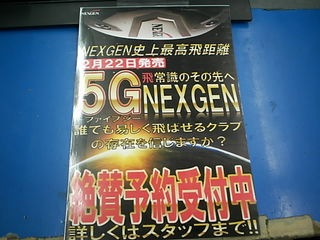 NEXGEN
NEXGEN史上最高飛距離
2月22日発売
飛常識のその先へ
5G NEXGEN
ファイブジー
誰でも易しく飛ばせるクラブ
の存在を信じますか？
絶賛予約受付中
詳しくはスタッフまで!!